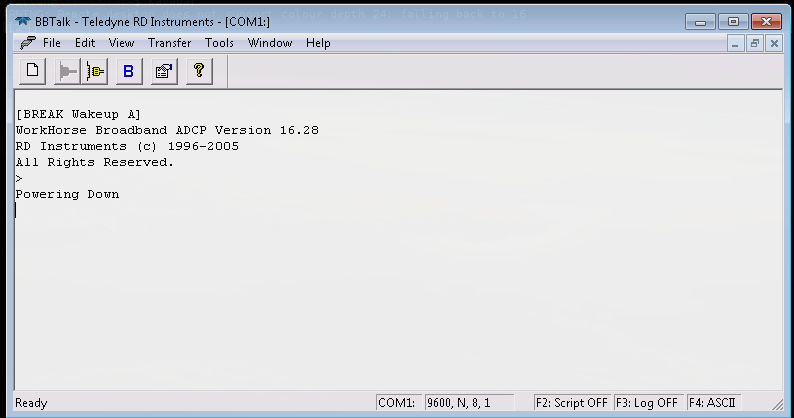 BBTalk - Teledyne RD Instruments - [COM1:]
File Edit View Transfer Tools Window Help
B ?
[BREAK Wakeup A]
WorkHorse Broadband ADCP Version 16.28
RD Instruments (c) 1996-2005
All Rights Reserved.
>
Powering Down
Ready COM1: 9600, N, 8, 1 F2: Script OFF F3: Log OFF F4: ASCII